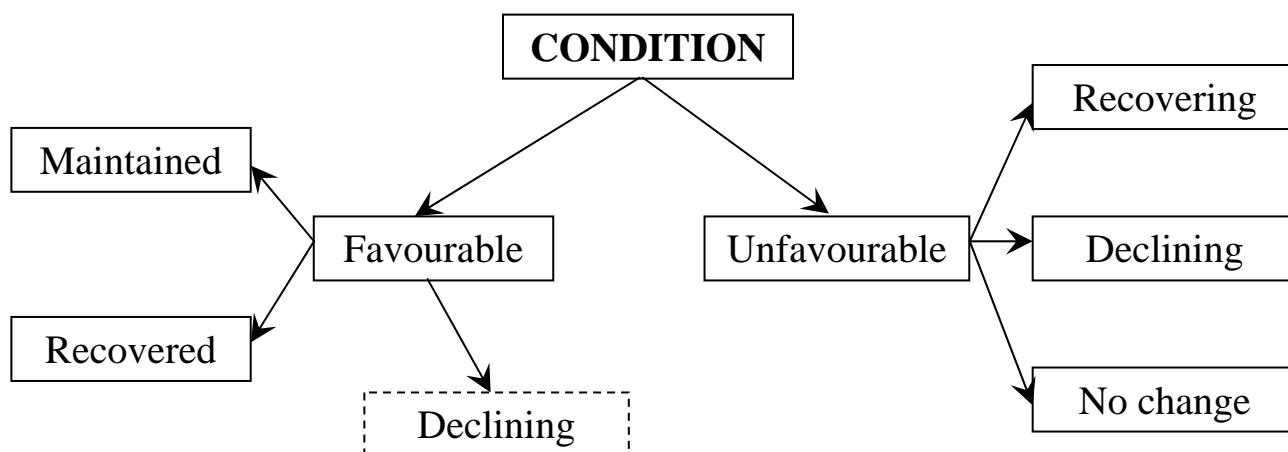 CONDITION
Recovering
Maintained
Favourable
Unfavourable
Declining
Recovered
No change
Declining